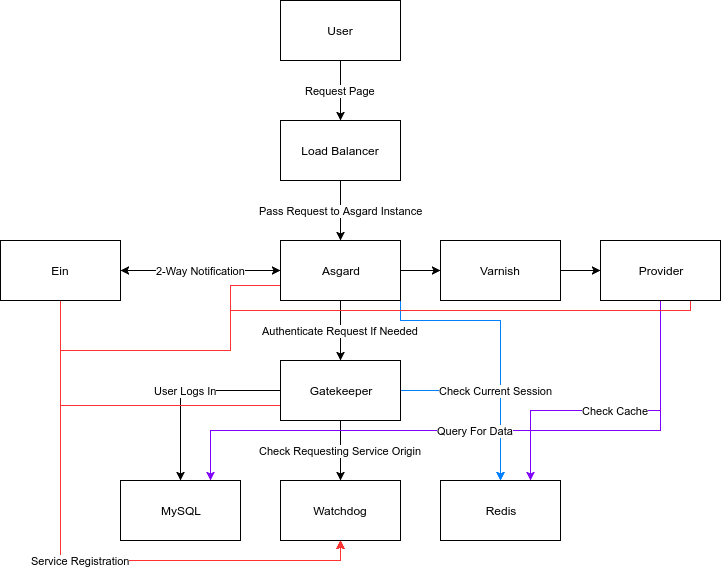 User
Request Page
Load Balancer
Pass Request to Asgard Instance
Ein
2-Way Notification
Asgard
Varnish
Provider
Authenticate Request If Needed
User Logs In
Gatekeeper
Check Current Session
Check Cache
Query For Data
Check Requesting Service Origin
MySQL
Watchdog
Redis
Service Registration